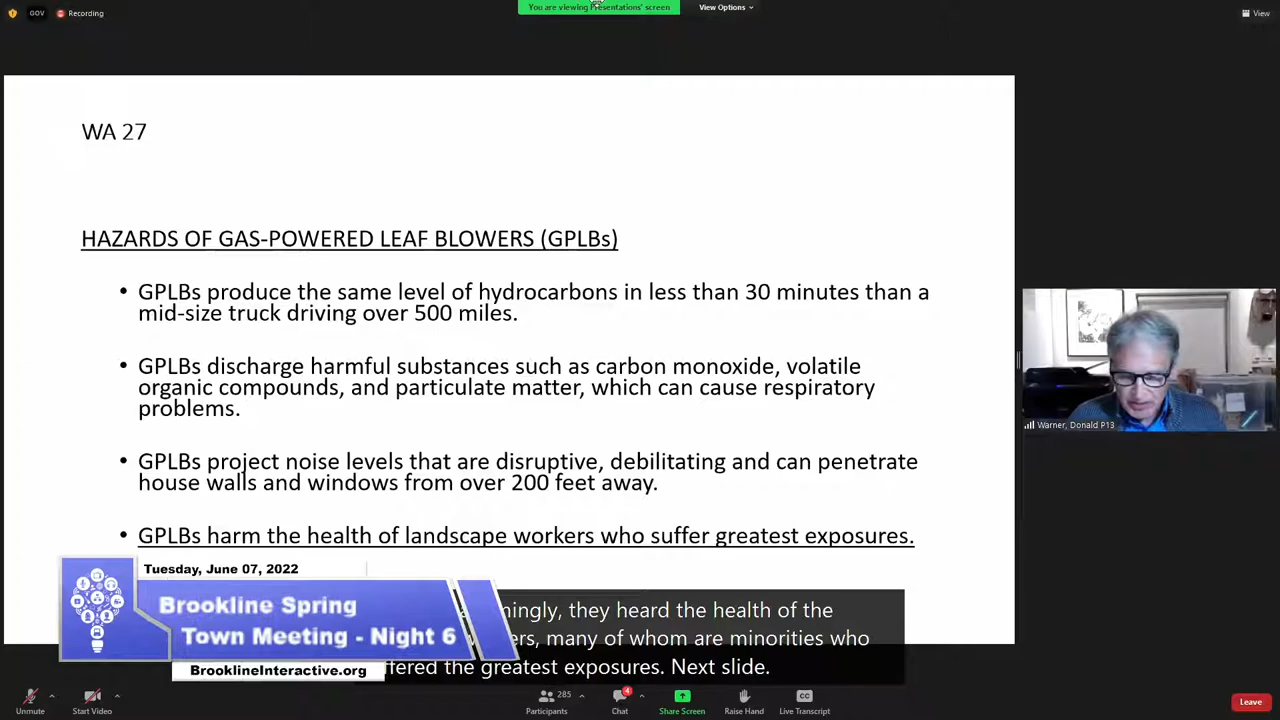 GOV
Recording
You are viewing Presentations' screen
View Options
View
WA 27
HAZARDS OF GAS-POWERED LEAF BLOWERS (GPLBs)
• GPLBs produce the same level of hydrocarbons in less than 30 minutes than a
mid-size truck driving over 500 miles.
• GPLBs discharge harmful substances such as carbon monoxide, volatile
organic compounds, and particulate matter, which can cause respiratory
problems.
• GPLBs project noise levels that are disruptive, debilitating and can penetrate
house walls and windows from over 200 feet away.
• GPLBs harm the health of landscape workers who suffer greatest exposures.
Warner, Donald P13
Tuesday, June 07, 2022
Brookline Spring
Town Meeting - Night 6
BrooklineInteractive.org
they heard the health of the
many of whom are minorities who
the greatest exposures. Next slide.
Unmute
Start Video
285
Participants
4
Chat
Share Screen
Raise Hand
CC
Live Transcript
Leave